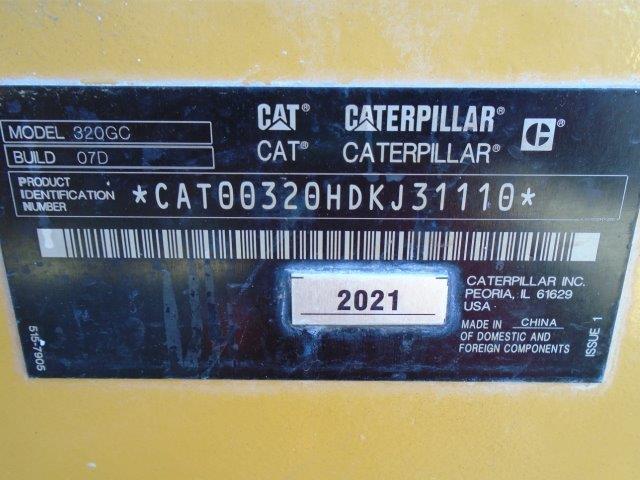 CAT® CATERPILLAR®
MODEL 320GC
CAT® CATERPILLAR®
BUILD 07D
PRODUCT
IDENTIFICATION
NUMBER
*CAT00320HDKJ31110*
2021
CATERPILLAR INC.
PEORIA, IL 61629
USA
MADE IN CHINA
OF DOMESTIC AND
FOREIGN COMPONENTS
ISSUE 1
515-7905
C